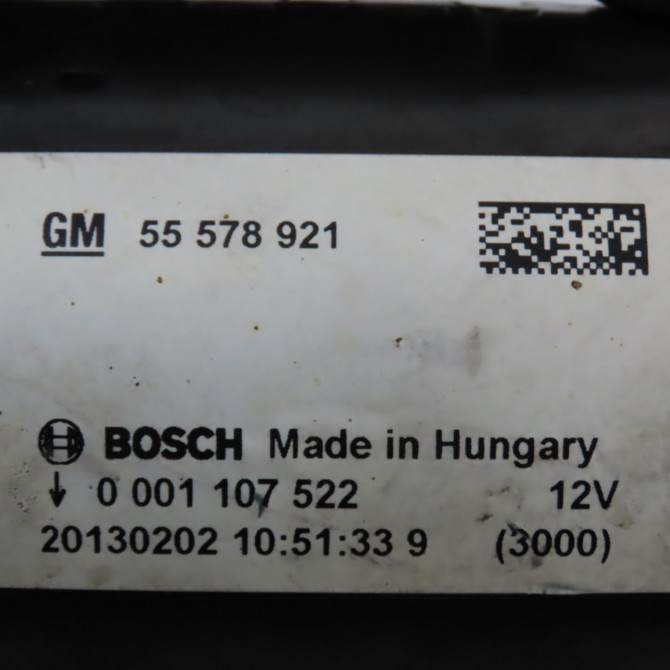 GM 55 578 921
BOSCH Made in Hungary
↓ 0 001 107 522 12V
20130202 10:51:33 9 (3000)